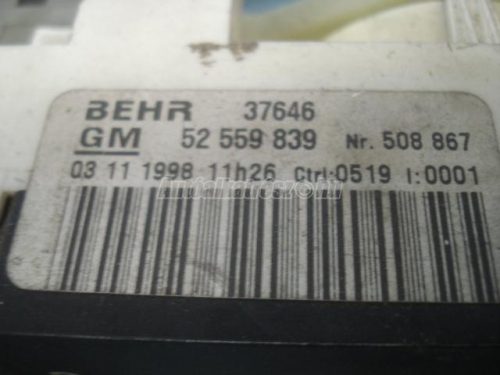 BEHR 37646
GM 52 559 839 Nr. 508 867
03 11 1998 11h26 Ctrl:0519 I:0001